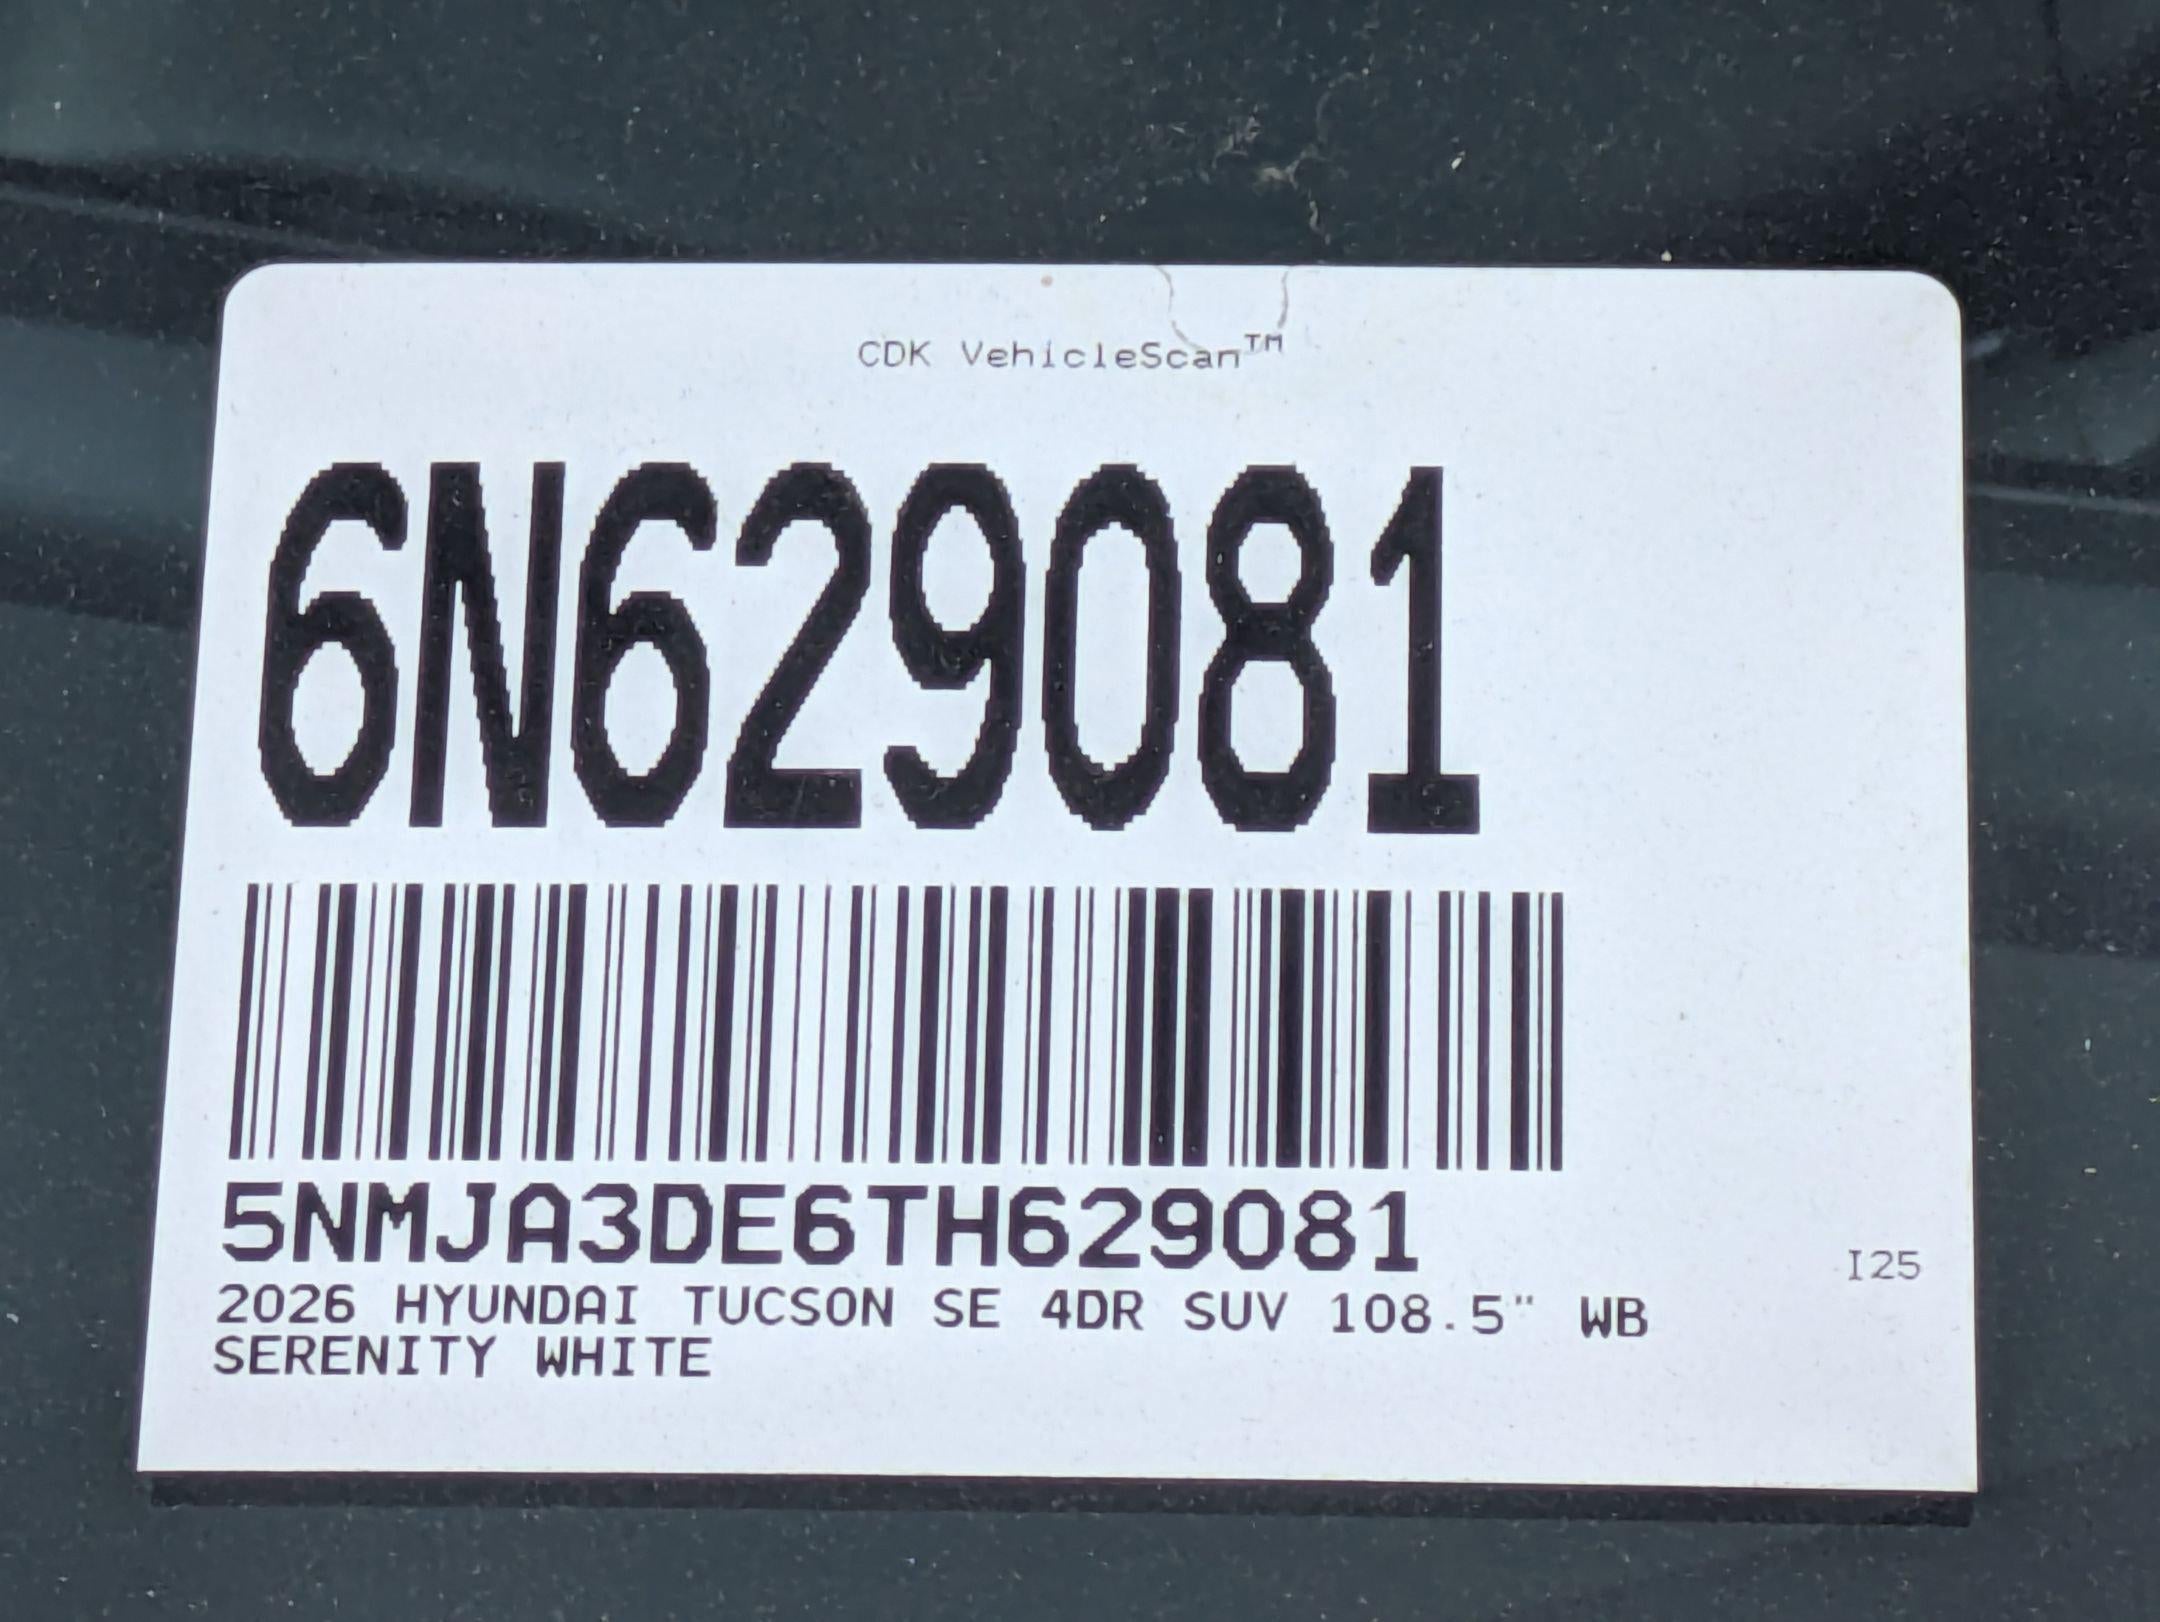 CDK VehicleScan™
6N629081
5NMJA3DE6TH629081
I25
2026 HYUNDAI TUCSON SE 4DR SUV 108.5" WB
SERENITY WHITE